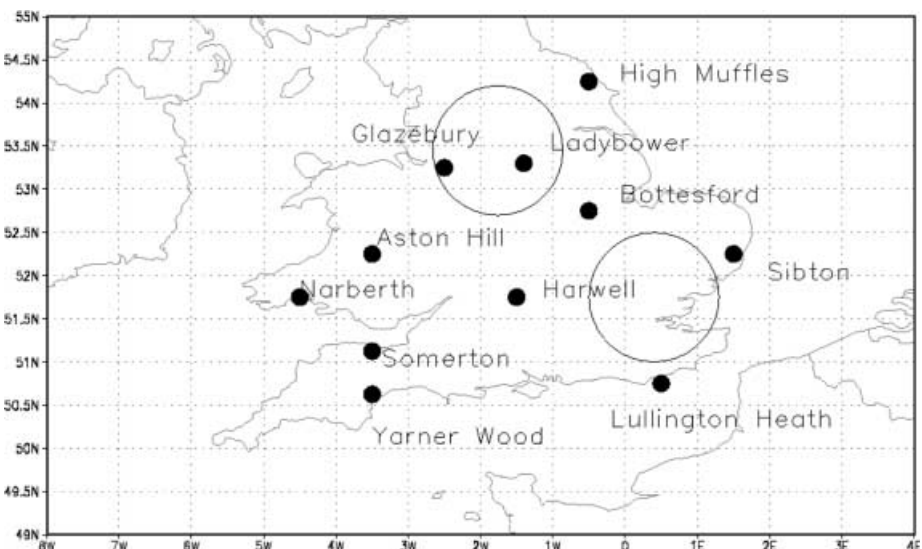 55N
54.5N
High Muffles
54N
Glazebury
Ladybower
53.5N
53N
Bottesford
52.5N
Aston Hill
Sibton
52N
Narberth
Harwell
51.5N
51N
Somerton
Lullington Heath
50.5N
Yarner Wood
50N
49.5N
49N
8W 7W 6W 5W 4W 3W 2W 1W 0 1E 2E 3E 4E